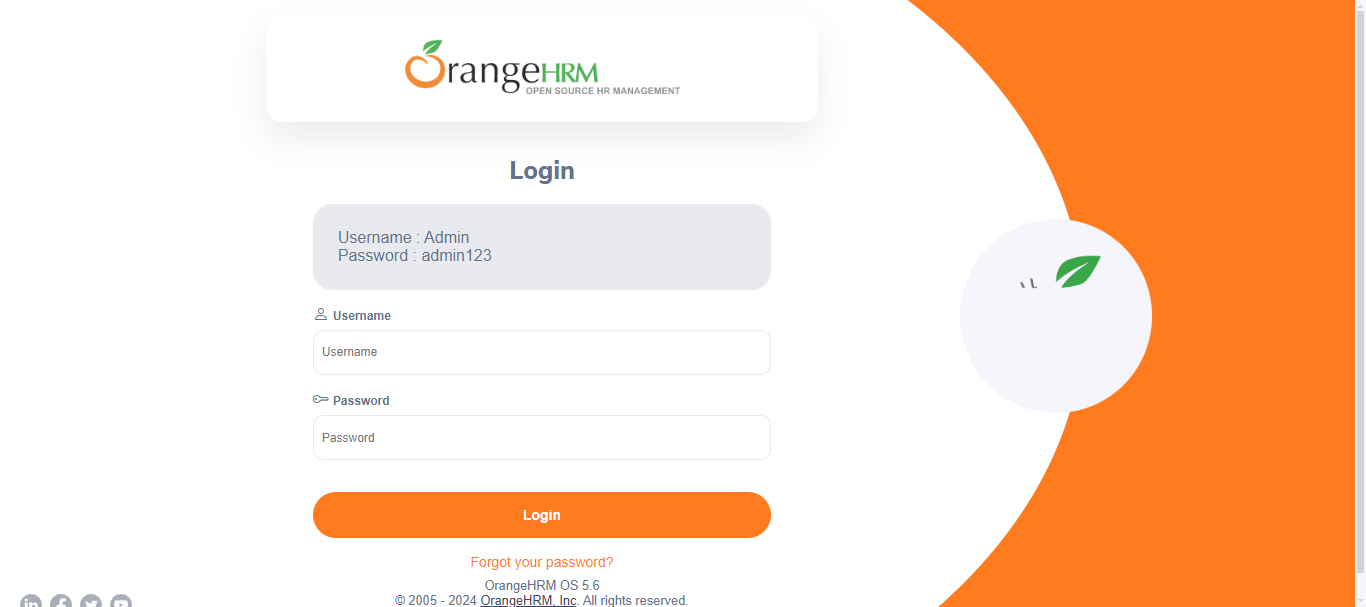 OrangeHRM
OPEN SOURCE HR MANAGEMENT
Login
Username : Admin
Password : admin123
Username
Username
Password
Password
Login
Forgot your password?
OrangeHRM OS 5.6
© 2005 - 2024 OrangeHRM, Inc. All rights reserved.